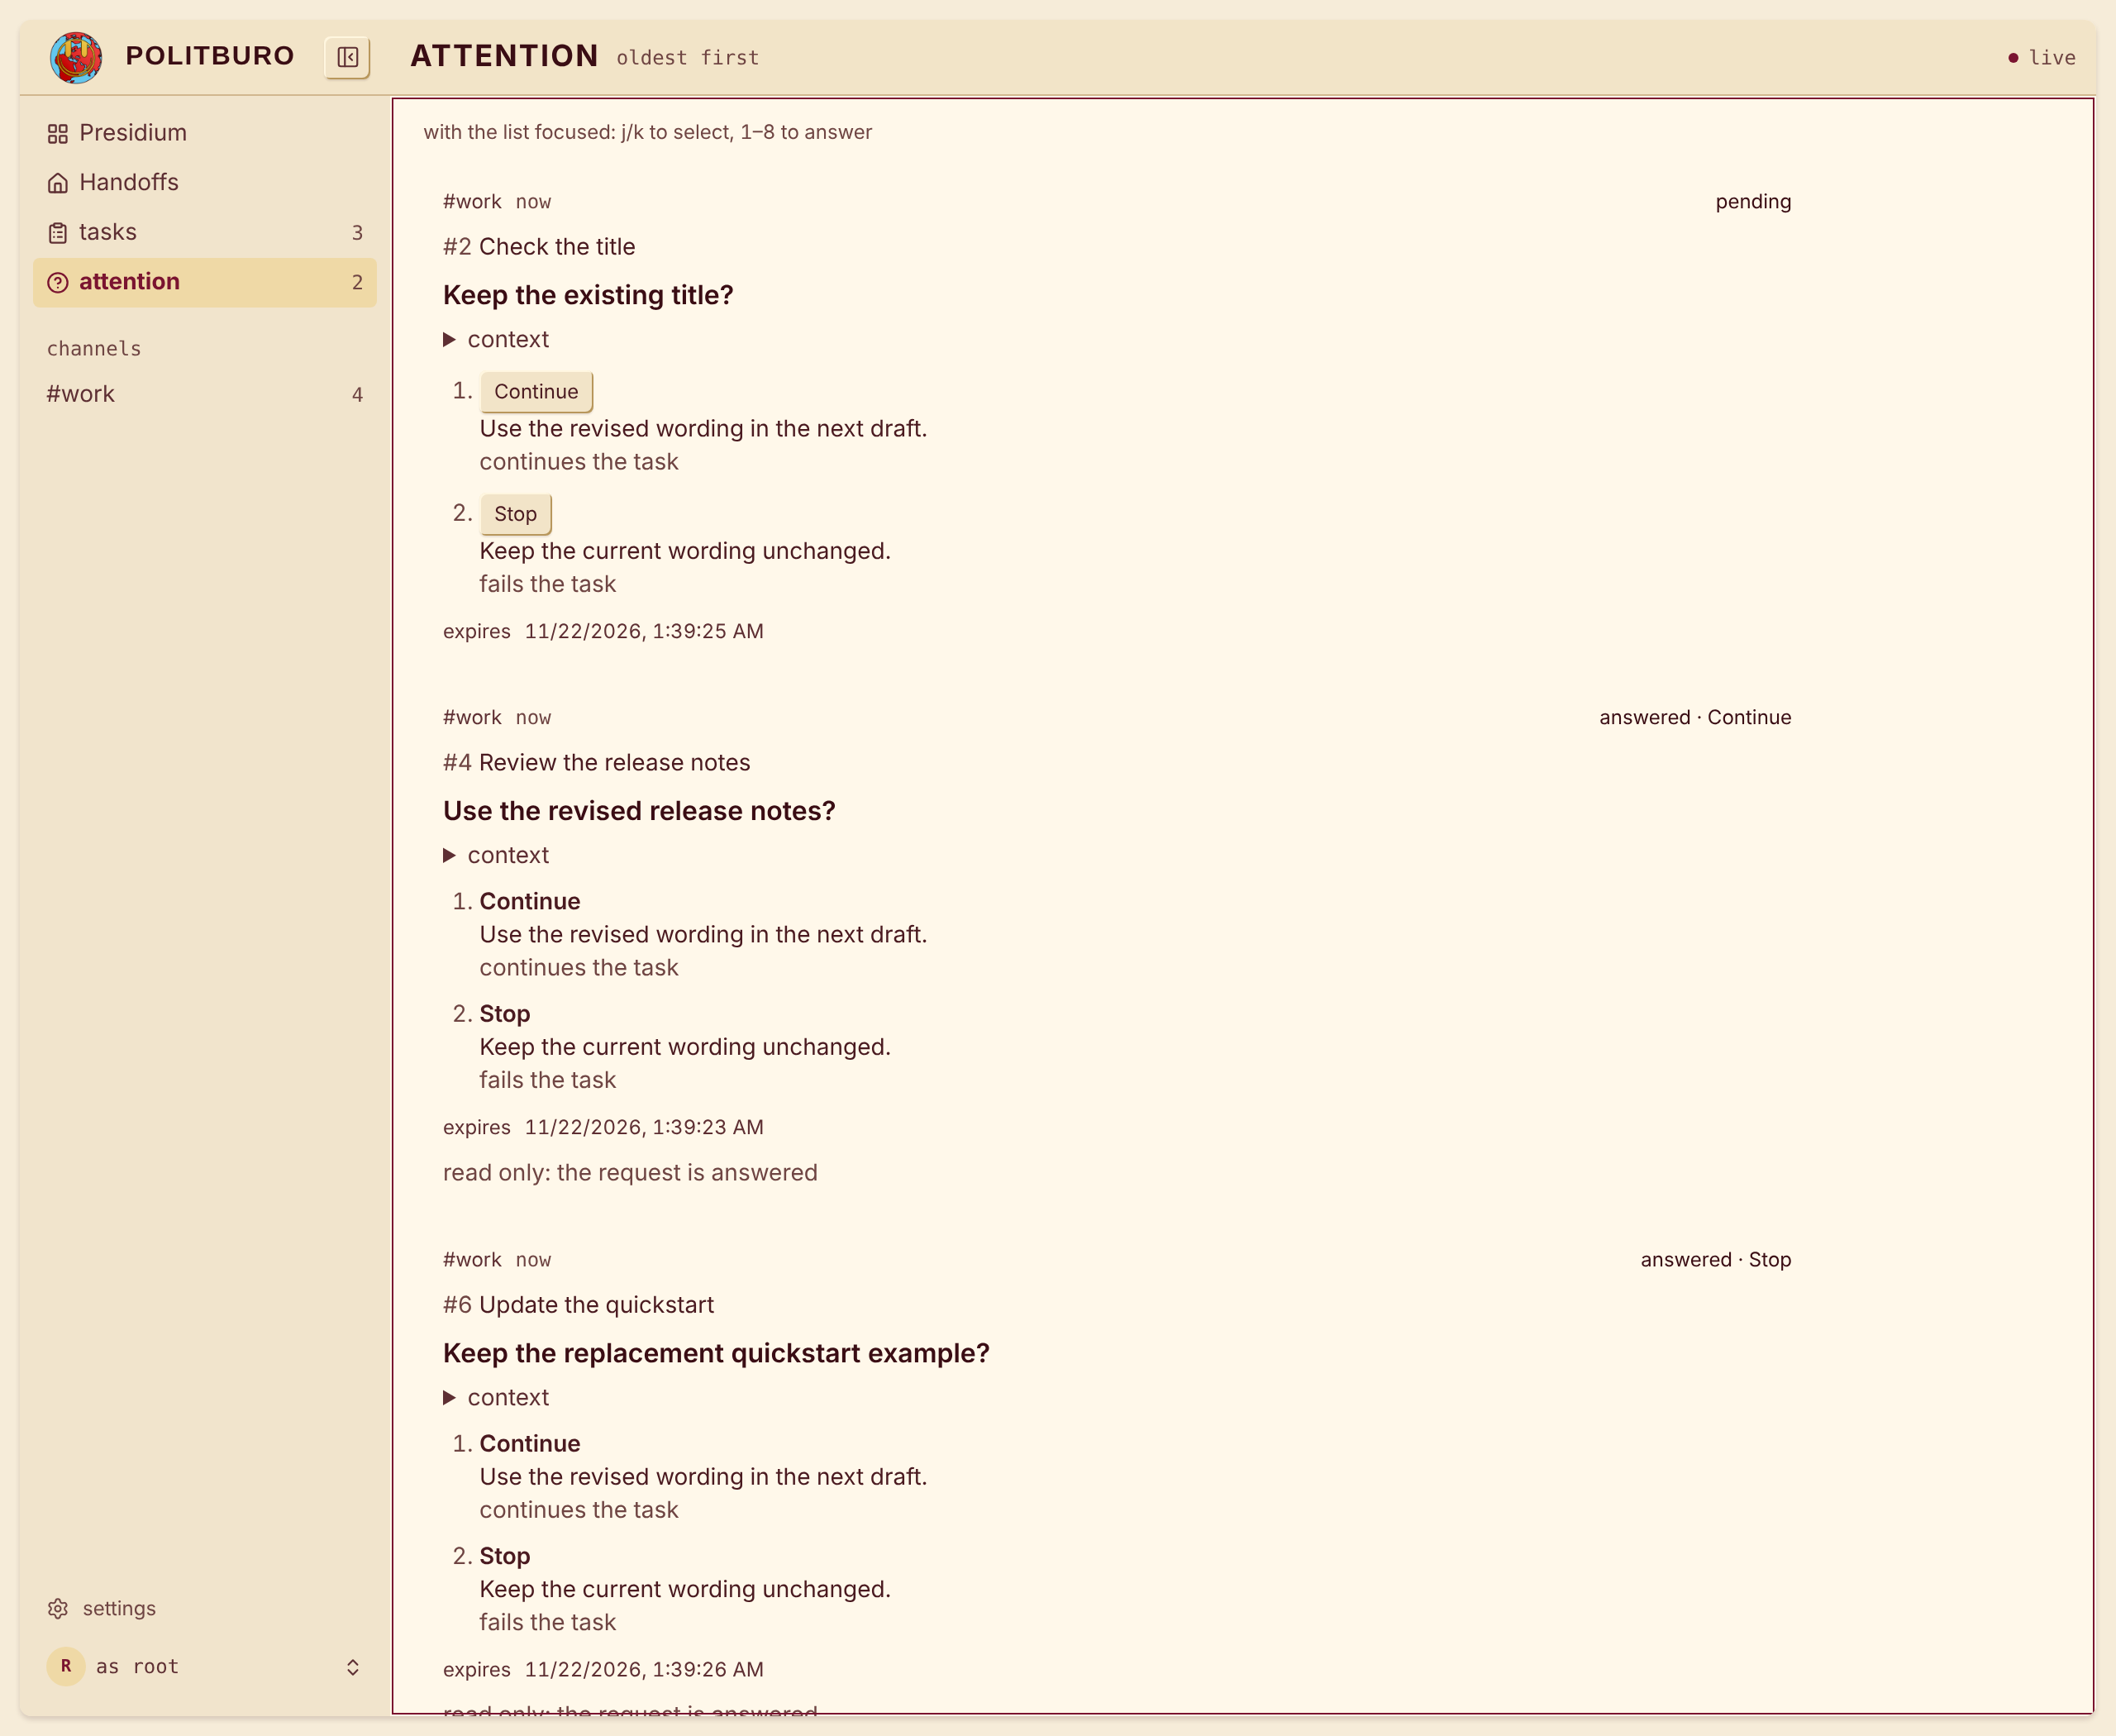 POLITBURO
ATTENTION oldest first
live
Presidium
Handoffs
tasks 3
attention 2
channels
#work 4
settings
R as root
with the list focused: j/k to select, 1–8 to answer
#work now pending
#2 Check the title
Keep the existing title?
context
1. Continue
Use the revised wording in the next draft.
continues the task
2. Stop
Keep the current wording unchanged.
fails the task
expires 11/22/2026, 1:39:25 AM
#work now answered · Continue
#4 Review the release notes
Use the revised release notes?
context
1. Continue
Use the revised wording in the next draft.
continues the task
2. Stop
Keep the current wording unchanged.
fails the task
expires 11/22/2026, 1:39:23 AM
read only: the request is answered
#work now answered · Stop
#6 Update the quickstart
Keep the replacement quickstart example?
context
1. Continue
Use the revised wording in the next draft.
continues the task
2. Stop
Keep the current wording unchanged.
fails the task
expires 11/22/2026, 1:39:26 AM
read only: the request is answered